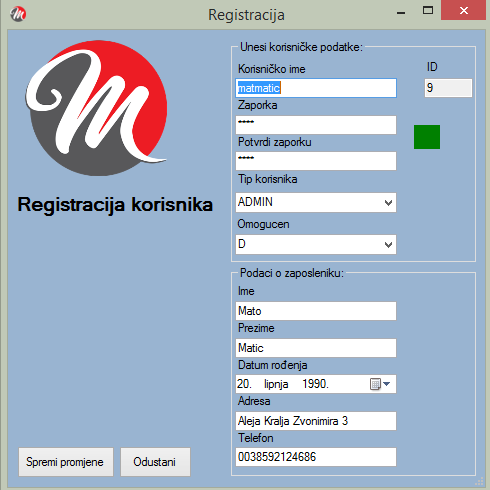 Registracija
Unesi korisničke podatke:
Korisničko ime
ID
matmatic
9
Zaporka
****
Potvrdi zaporku
****
Tip korisnika
ADMIN
Omogucen
D
Registracija korisnika
Podaci o zaposleniku:
Ime
Mato
Prezime
Matic
Datum rođenja
20. lipnja 1990.
Adresa
Aleja Kralja Zvonimira 3
Telefon
0038592124686
Spremi promjene
Odustani